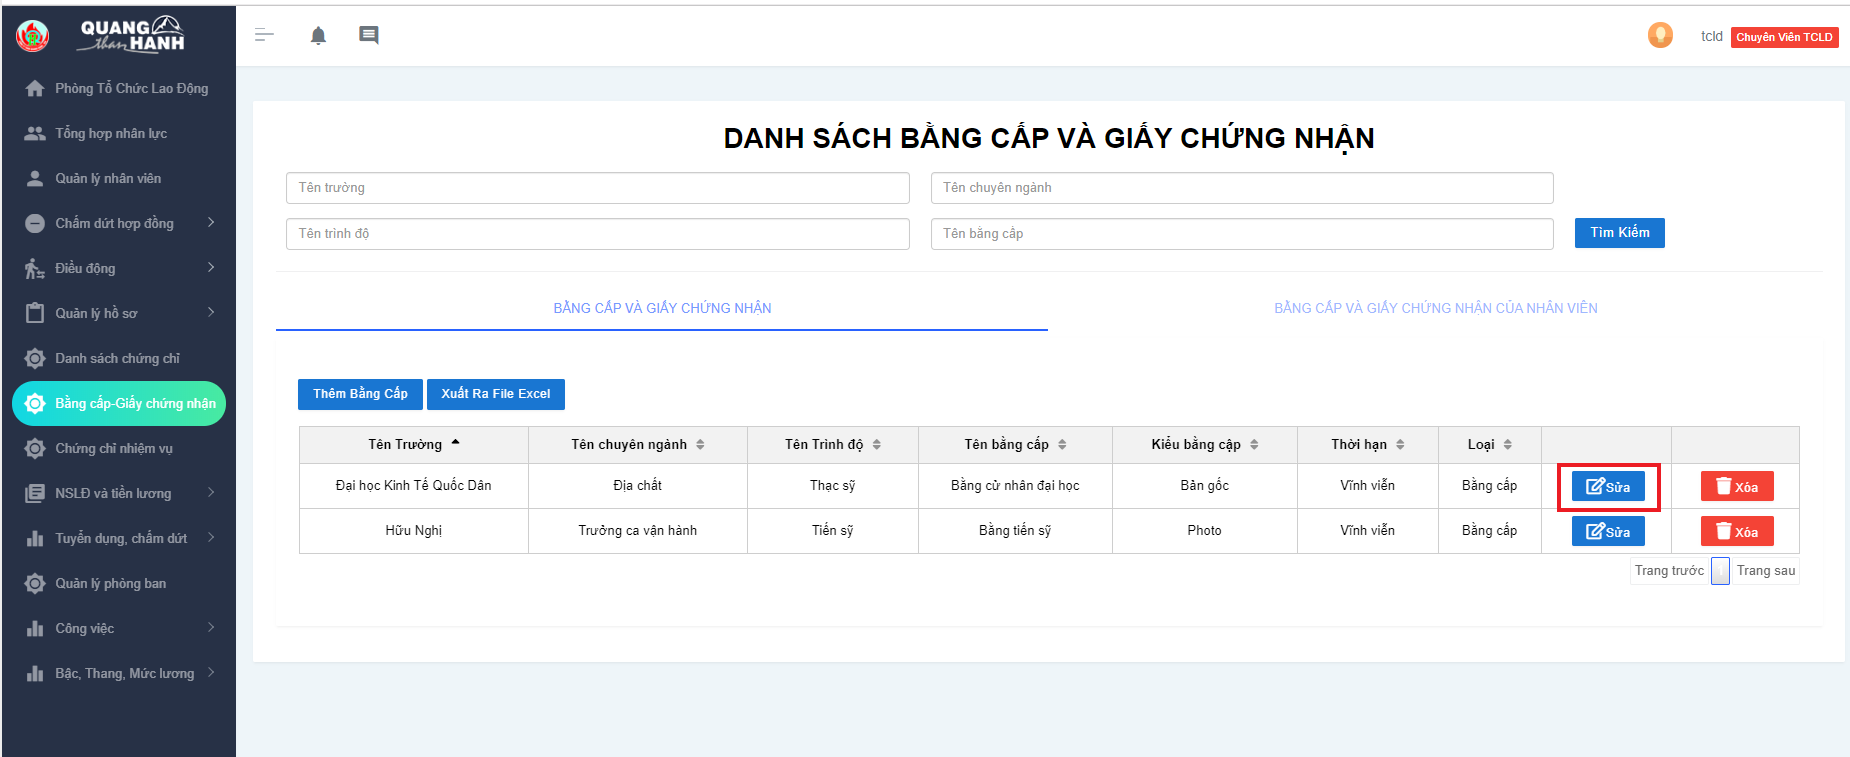 QUANG
than HANH
tcld Chuyên Viên TCLD
Phòng Tổ Chức Lao Động
Tổng hợp nhân lực
Quản lý nhân viên
Chấm dứt hợp đồng
Điều động
Quản lý hồ sơ
Danh sách chứng chỉ
Bằng cấp-Giấy chứng nhận
Chứng chỉ nhiệm vụ
NSLĐ và tiền lương
Tuyển dụng, chấm dứt
Quản lý phòng ban
Công việc
Bậc, Thang, Mức lương
DANH SÁCH BẰNG CẤP VÀ GIẤY CHỨNG NHẬN
Tên trường Tên chuyên ngành
Tên trình độ Tên bằng cấp Tìm Kiếm
BẰNG CẤP VÀ GIẤY CHỨNG NHẬN BẰNG CẤP VÀ GIẤY CHỨNG NHẬN CỦA NHÂN VIÊN
Thêm Bằng Cấp Xuất Ra File Excel
Tên Trường Tên chuyên ngành Tên Trình độ Tên bằng cấp Kiểu bằng cập Thời hạn Loại
Đại học Kinh Tế Quốc Dân Địa chất Thạc sỹ Bằng cử nhân đại học Bản gốc Vĩnh viễn Bằng cấp Sửa Xóa
Hữu Nghị Trưởng ca vận hành Tiến sỹ Bằng tiến sỹ Photo Vĩnh viễn Bằng cấp Sửa Xóa
Trang trước 1 Trang sau